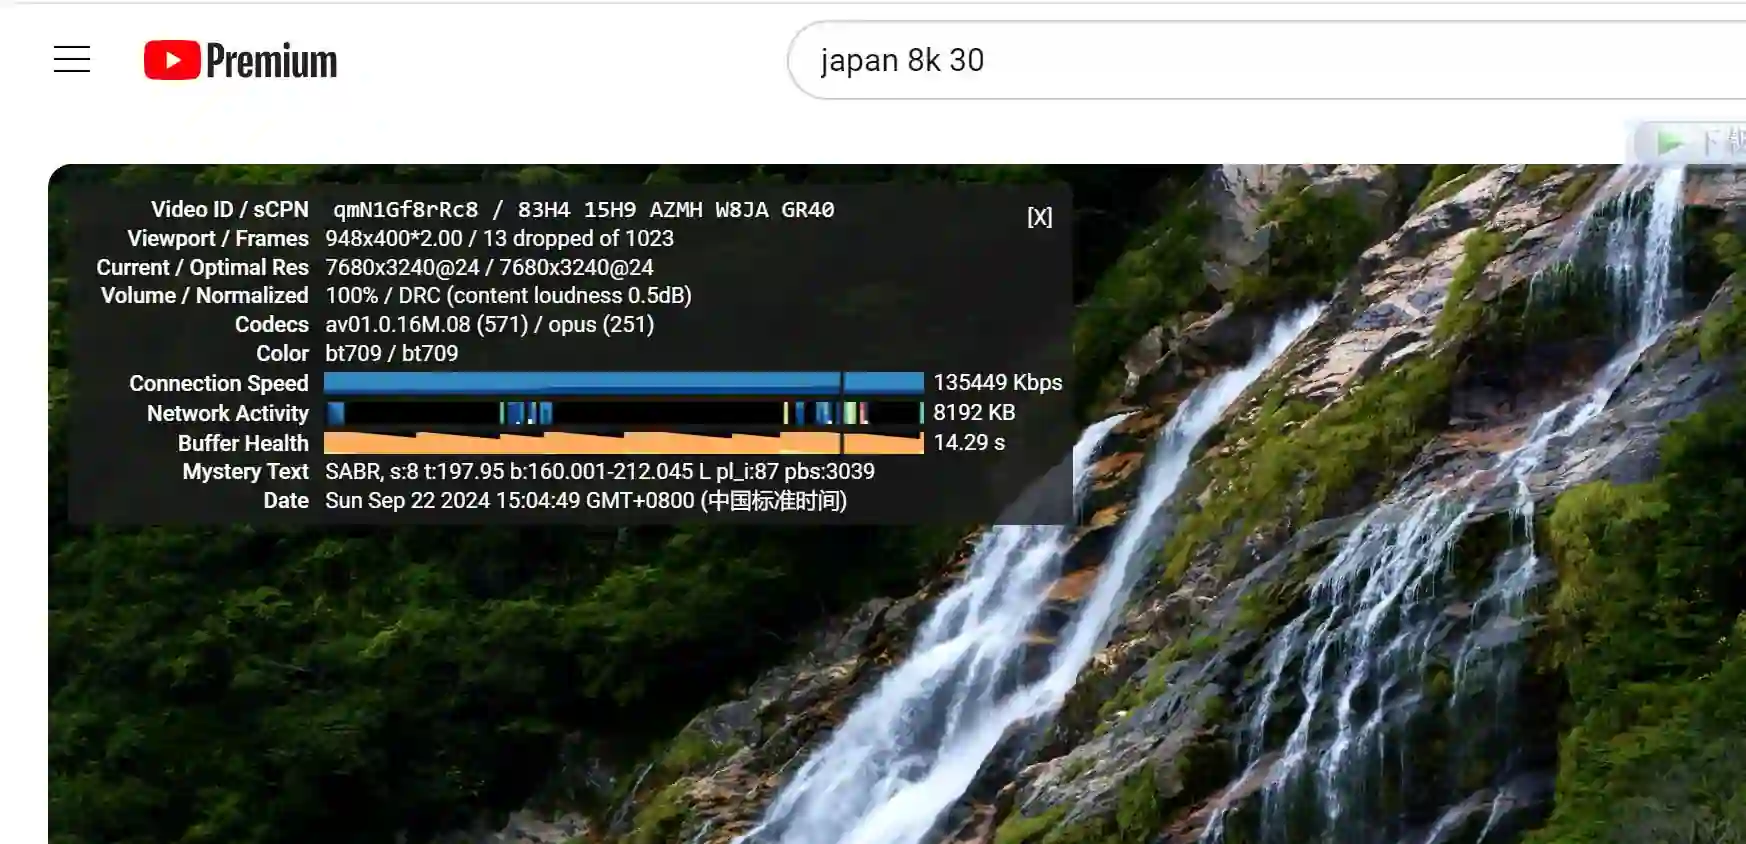 Premium
japan 8k 30
Video ID / sCPN qmN1Gf8rRc8 / 83H4 15H9 AZMH W8JA GR40
[X]
Viewport / Frames 948x400*2.00 / 13 dropped of 1023
Current / Optimal Res 7680x3240@24 / 7680x3240@24
Volume / Normalized 100% / DRC (content loudness 0.5dB)
Codecs av01.0.16M.08 (571) / opus (251)
Color bt709 / bt709
Connection Speed 135449 Kbps
Network Activity 8192 KB
Buffer Health 14.29 s
Mystery Text SABR, s:8 t:197.95 b:160.001-212.045 L pl_i:87 pbs:3039
Date Sun Sep 22 2024 15:04:49 GMT+0800 (中国标准时间)